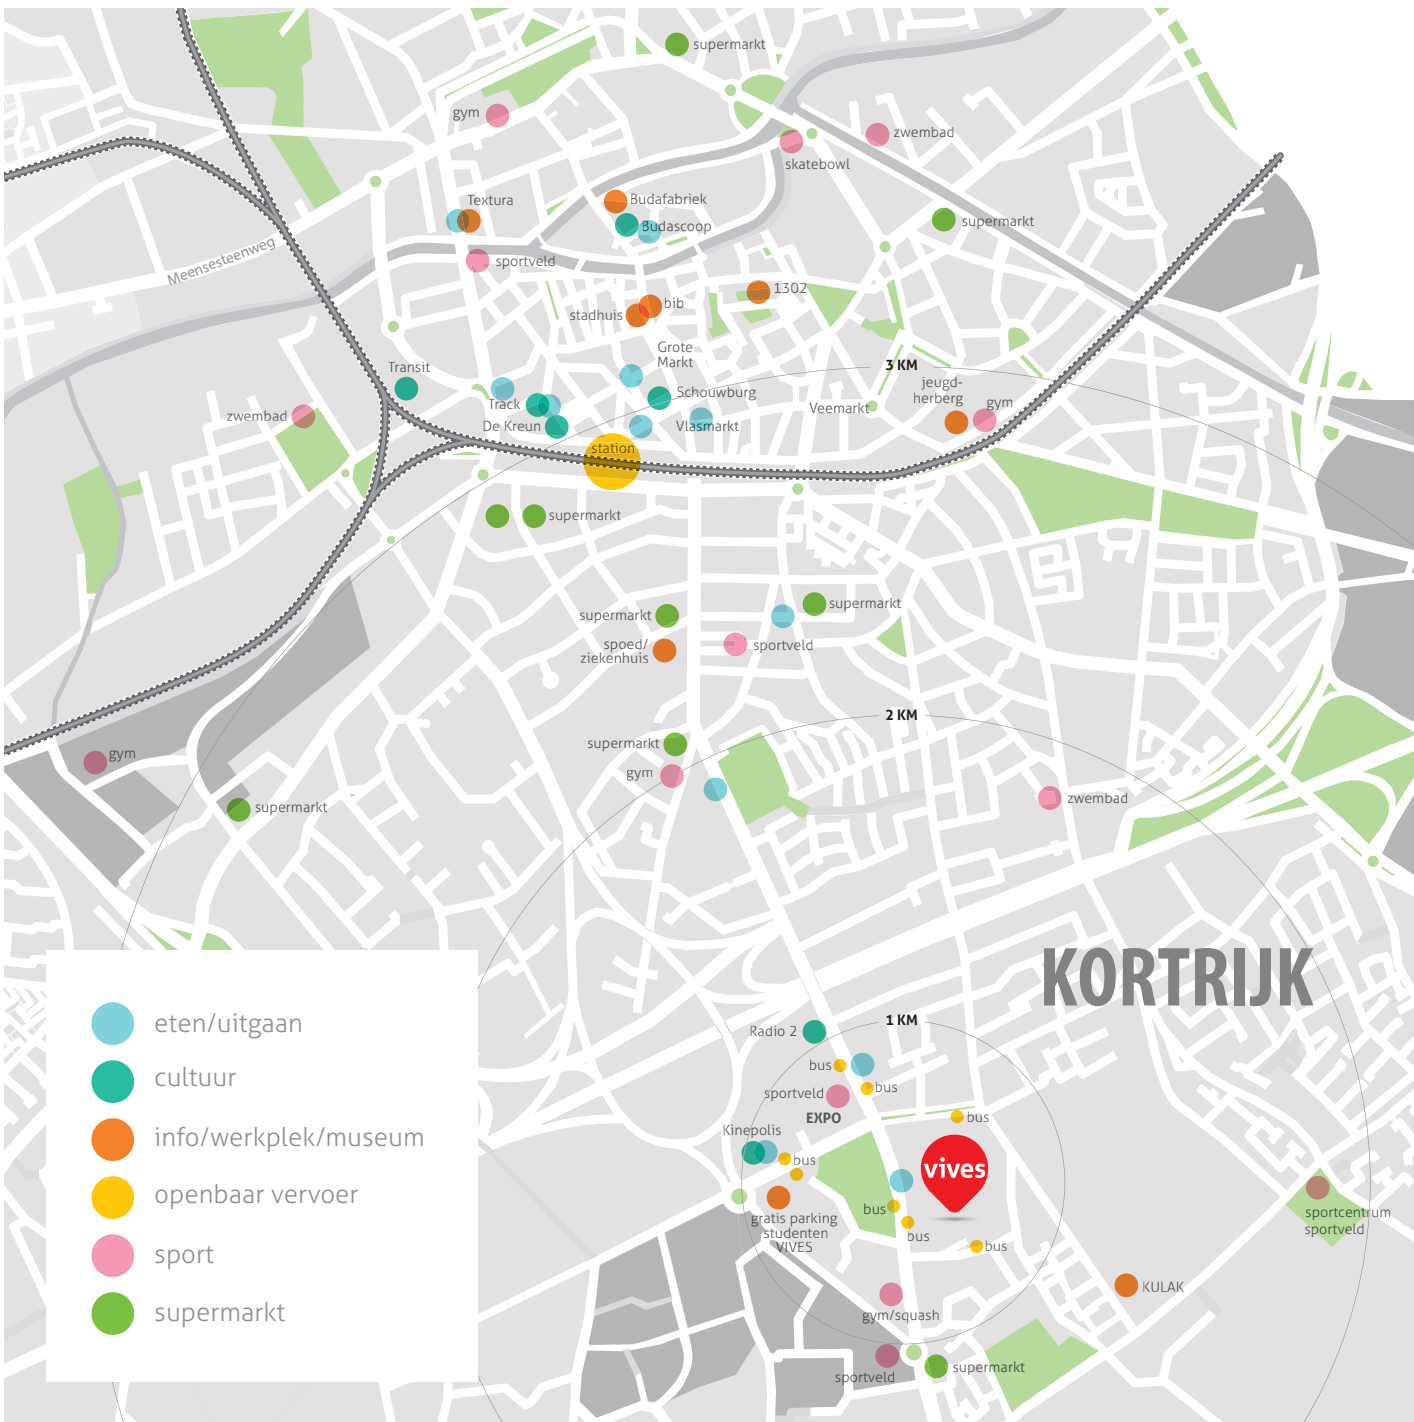 supermarkt
gym
zwembad
skatebowl
Textura
Budafabriek
Budascoop
supermarkt
Meensesteenweg
sportveld
1302
bib
stadhuis
Grote
Markt
3 KM
Transit
jeugd-
herberg
gym
Schouwburg
Track
Veemarkt
zwembad
De Kreun
Vlasmarkt
station
supermarkt
supermarkt
supermarkt
spoed/
ziekenhuis
sportveld
2 KM
supermarkt
gym
gym
zwembad
supermarkt
KORTRIJK
1 KM
Radio 2
bus
bus
sportveld
EXPO
bus
Kinepolis
bus
vives
bus
gratis parking
studenten
VIVES
bus
bus
sportcentrum
sportveld
KULAK
gym/squash
supermarkt
sportveld
eten/uitgaan
cultuur
info/werkplek/museum
openbaar vervoer
sport
supermarkt